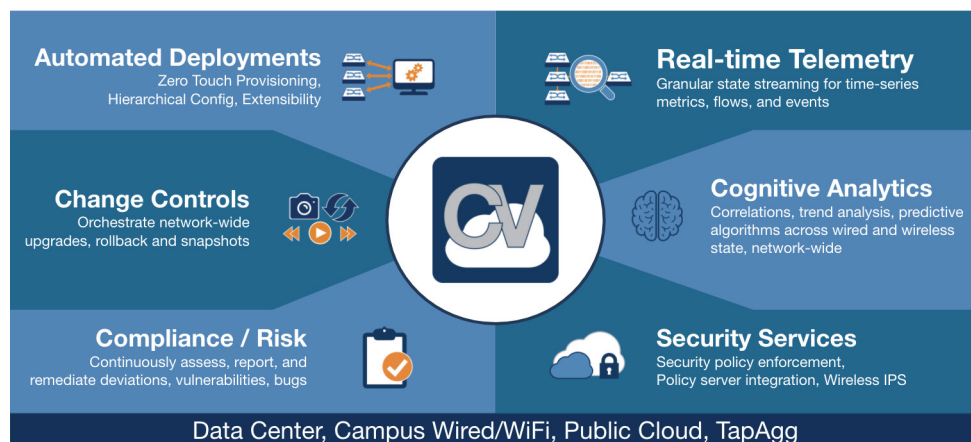 Automated Deployments
Zero Touch Provisioning,
Hierarchical Config, Extensibility
Real-time Telemetry
Granular state streaming for time-series
metrics, flows, and events
Change Controls
Orchestrate network-wide
upgrades, rollback and snapshots
CV
Cognitive Analytics
Correlations, trend analysis, predictive
algorithms across wired and wireless
state, network-wide
Compliance / Risk
Continuously assess, report, and
remediate deviations, vulnerabilities, bugs
Security Services
Security policy enforcement,
Policy server integration, Wireless IPS
Data Center, Campus Wired/WiFi, Public Cloud, TapAgg